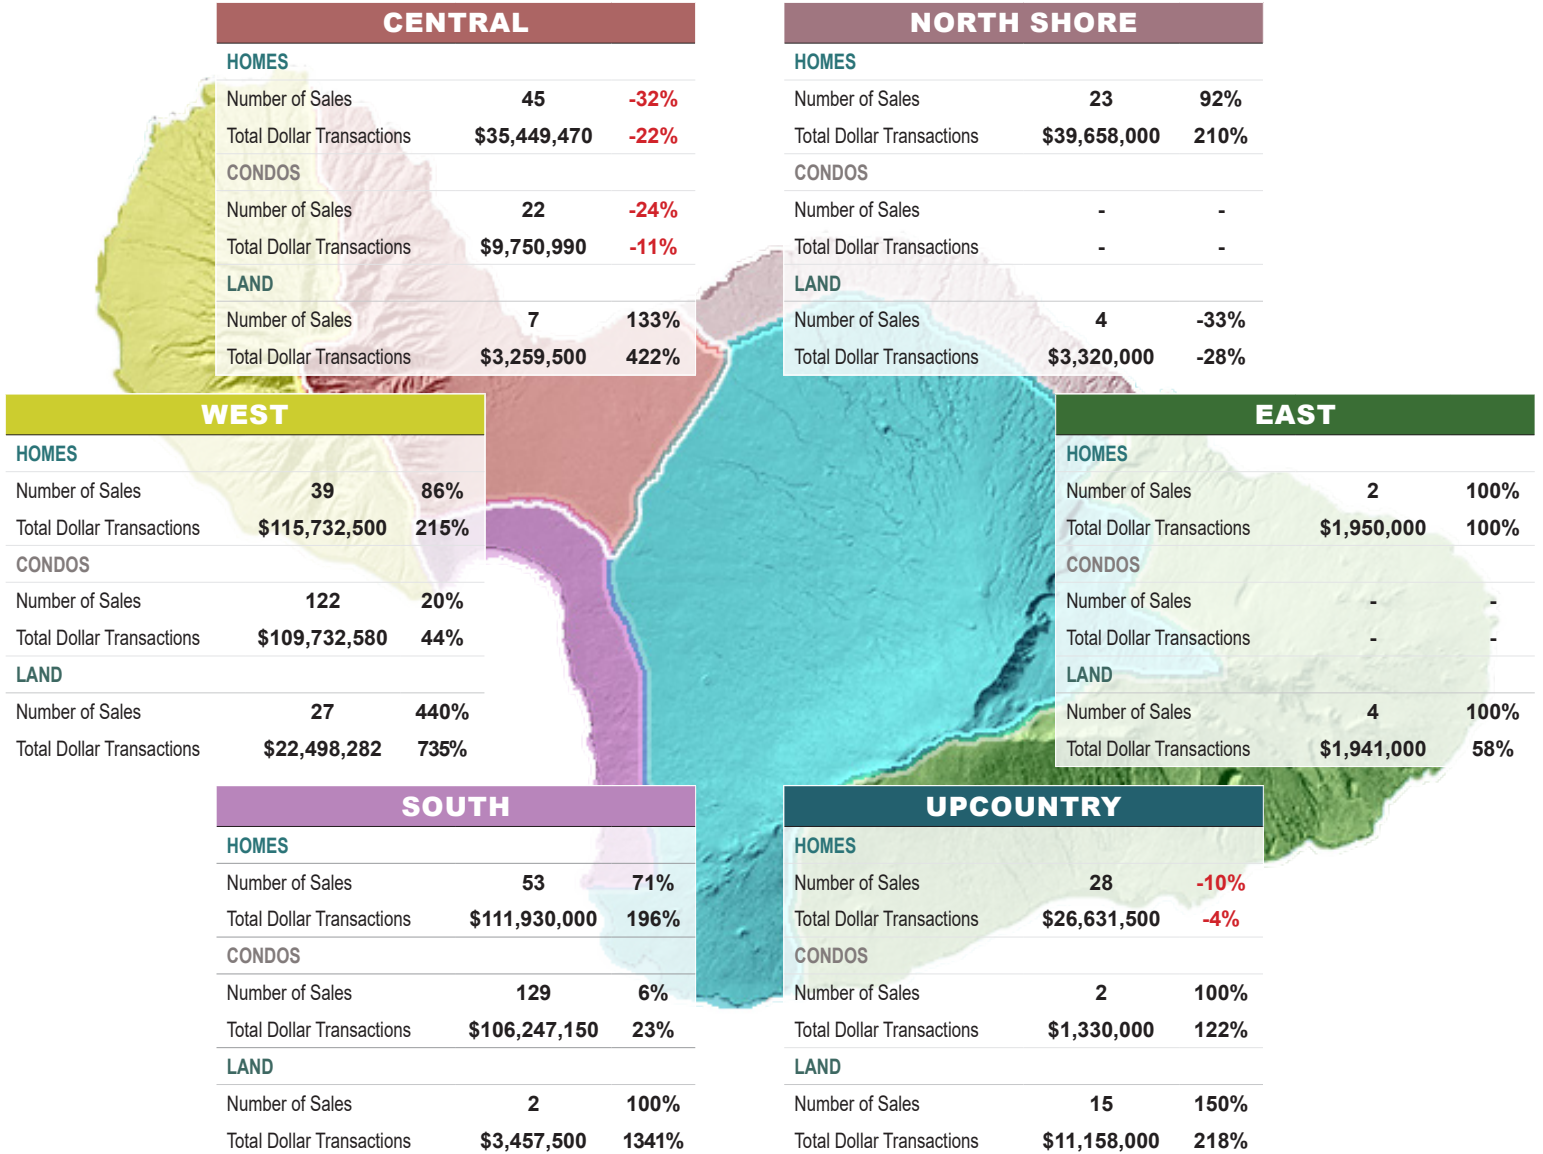 CENTRAL
HOMES
Number of Sales 45 -32%
Total Dollar Transactions $35,449,470 -22%
CONDOS
Number of Sales 22 -24%
Total Dollar Transactions $9,750,990 -11%
LAND
Number of Sales 7 133%
Total Dollar Transactions $3,259,500 422%
NORTH SHORE
HOMES
Number of Sales 23 92%
Total Dollar Transactions $39,658,000 210%
CONDOS
Number of Sales - -
Total Dollar Transactions - -
LAND
Number of Sales 4 -33%
Total Dollar Transactions $3,320,000 -28%
WEST
HOMES
Number of Sales 39 86%
Total Dollar Transactions $115,732,500 215%
CONDOS
Number of Sales 122 20%
Total Dollar Transactions $109,732,580 44%
LAND
Number of Sales 27 440%
Total Dollar Transactions $22,498,282 735%
EAST
HOMES
Number of Sales 2 100%
Total Dollar Transactions $1,950,000 100%
CONDOS
Number of Sales - -
Total Dollar Transactions - -
LAND
Number of Sales 4 100%
Total Dollar Transactions $1,941,000 58%
SOUTH
HOMES
Number of Sales 53 71%
Total Dollar Transactions $111,930,000 196%
CONDOS
Number of Sales 129 6%
Total Dollar Transactions $106,247,150 23%
LAND
Number of Sales 2 100%
Total Dollar Transactions $3,457,500 1341%
UPCOUNTRY
HOMES
Number of Sales 28 -10%
Total Dollar Transactions $26,631,500 -4%
CONDOS
Number of Sales 2 100%
Total Dollar Transactions $1,330,000 122%
LAND
Number of Sales 15 150%
Total Dollar Transactions $11,158,000 218%